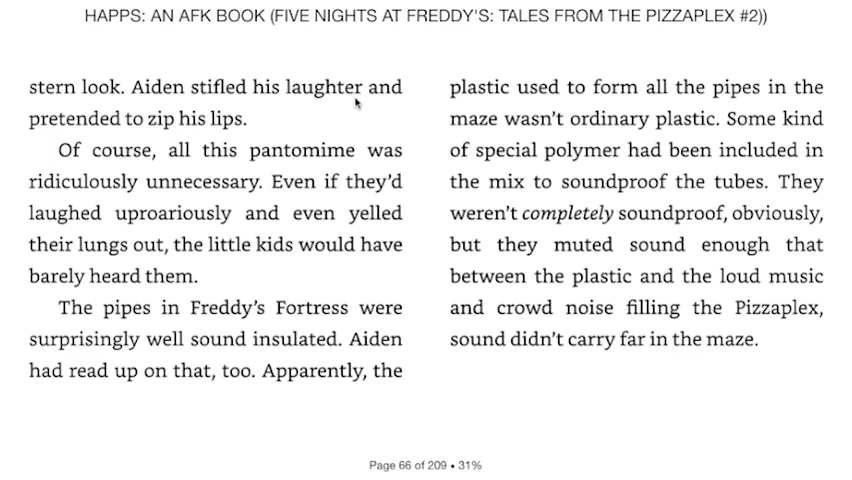 HAPPS: AN AFK BOOK (FIVE NIGHTS AT FREDDY'S: TALES FROM THE PIZZAPLEX #2))
stern look. Aiden stifled his laughter and
pretended to zip his lips.
Of course, all this pantomime was
ridiculously unnecessary. Even if they’d
laughed uproariously and even yelled
their lungs out, the little kids would have
barely heard them.
The pipes in Freddy’s Fortress were
surprisingly well sound insulated. Aiden
had read up on that, too. Apparently, the
plastic used to form all the pipes in the
maze wasn’t ordinary plastic. Some kind
of special polymer had been included in
the mix to soundproof the tubes. They
weren’t completely soundproof, obviously,
but they muted sound enough that
between the plastic and the loud music
and crowd noise filling the Pizzaplex,
sound didn’t carry far in the maze.
Page 66 of 209 • 31%